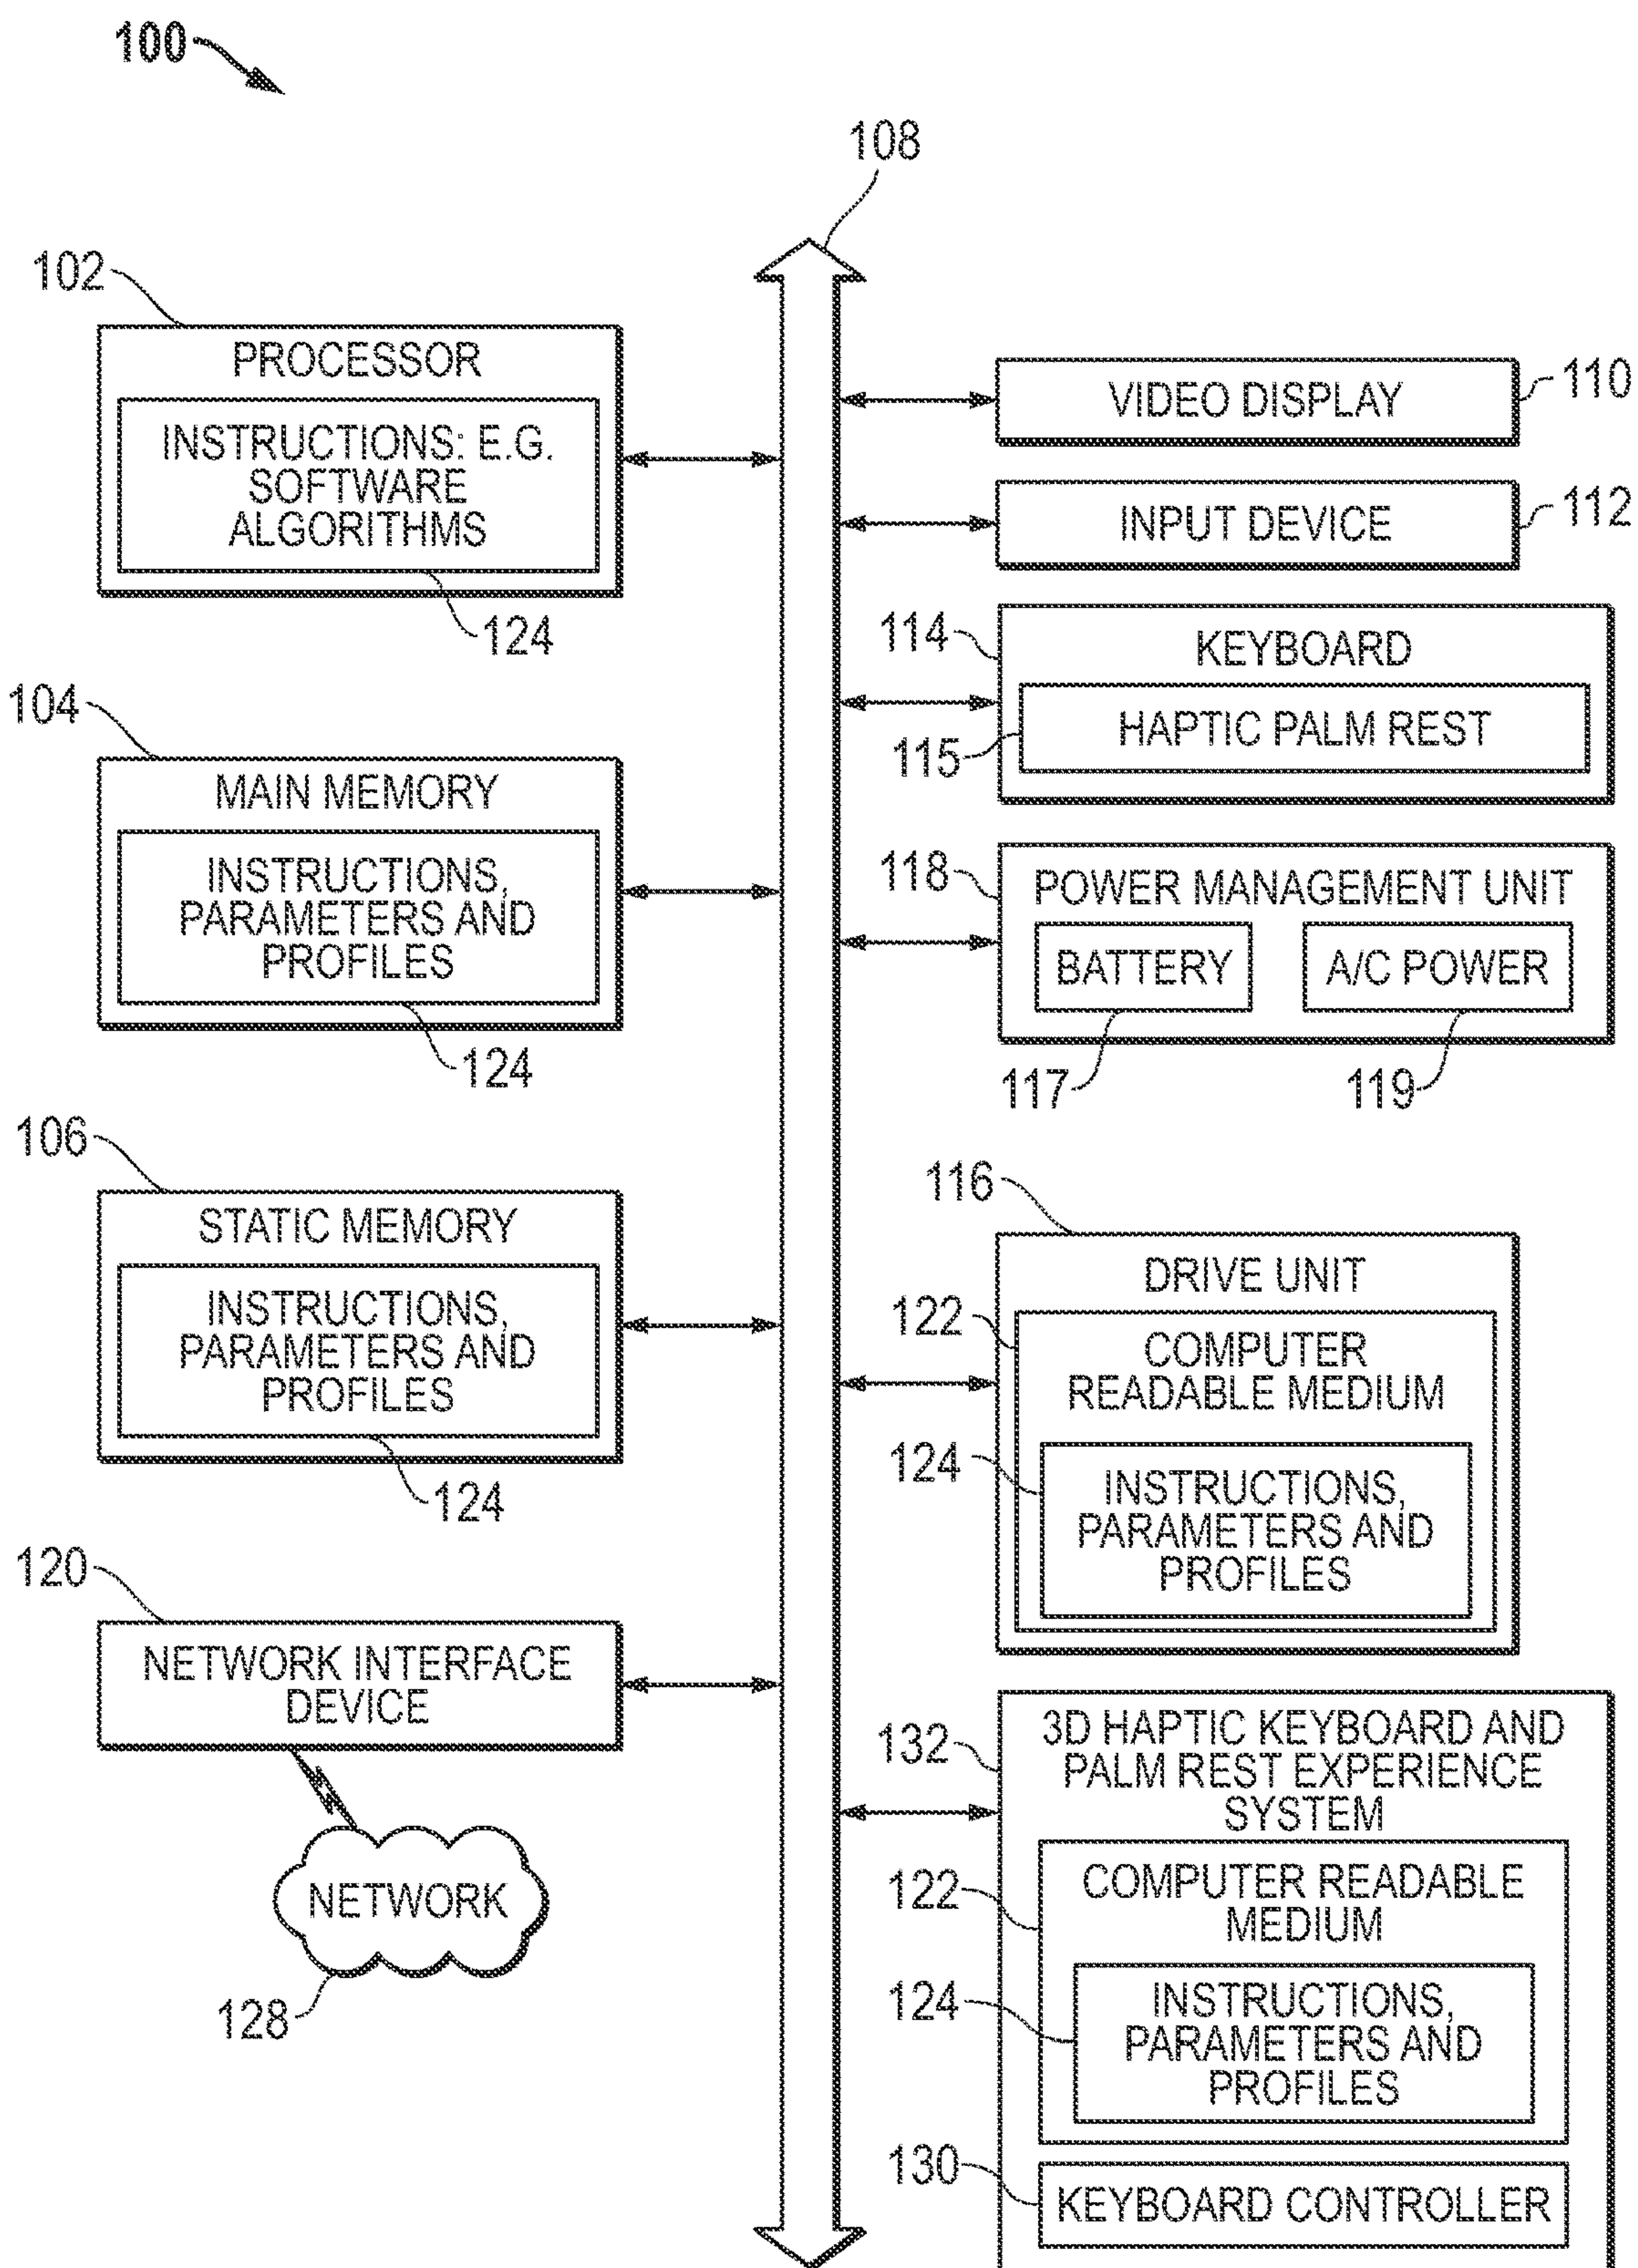 100
108
102
PROCESSOR
INSTRUCTIONS: E.G.
SOFTWARE
ALGORITHMS
124
104
MAIN MEMORY
INSTRUCTIONS,
PARAMETERS AND
PROFILES
124
106
STATIC MEMORY
INSTRUCTIONS,
PARAMETERS AND
PROFILES
124
120
NETWORK INTERFACE
DEVICE
NETWORK
128
VIDEO DISPLAY
110
INPUT DEVICE
112
114
KEYBOARD
HAPTIC PALM REST
115
118
POWER MANAGEMENT UNIT
BATTERY
A/C POWER
117
119
116
DRIVE UNIT
122
COMPUTER
READABLE MEDIUM
124
INSTRUCTIONS,
PARAMETERS AND
PROFILES
132
3D HAPTIC KEYBOARD AND
PALM REST EXPERIENCE
SYSTEM
122
COMPUTER READABLE
MEDIUM
124
INSTRUCTIONS,
PARAMETERS AND
PROFILES
130
KEYBOARD CONTROLLER